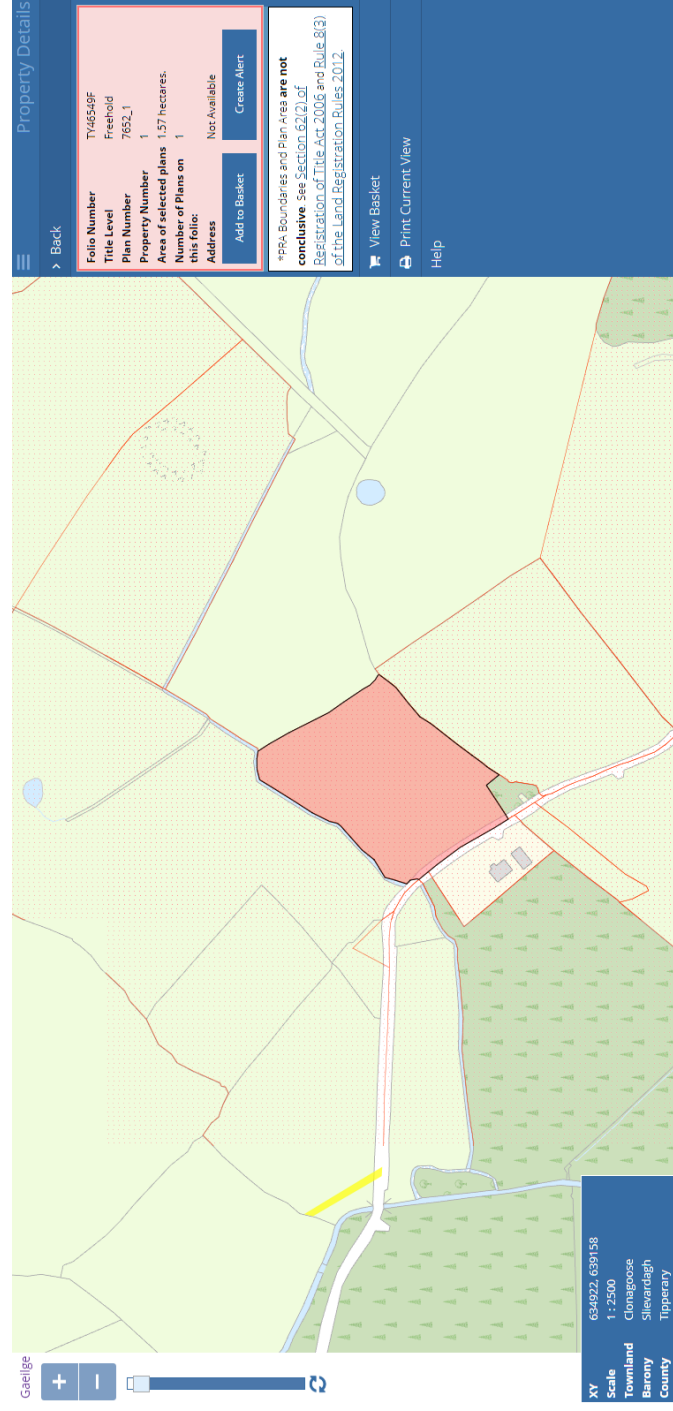 Gaeilge
Property Details
Back
Folio Number TY46549F
Title Level Freehold
Plan Number 7652_1
Property Number 1
Area of selected plans 1.57 hectares.
Number of Plans on 1
this folio:
Address Not Available
Add to Basket Create Alert
*PRA Boundaries and Plan Area are not
conclusive. See Section 62(2) of
Registration of Title Act 2006 and Rule 8(3)
of the Land Registration Rules 2012.
View Basket
Print Current View
Help
XY 634922, 639158
Scale 1 : 2500
Townland Clonagoose
Barony Slievardagh
County Tipperary